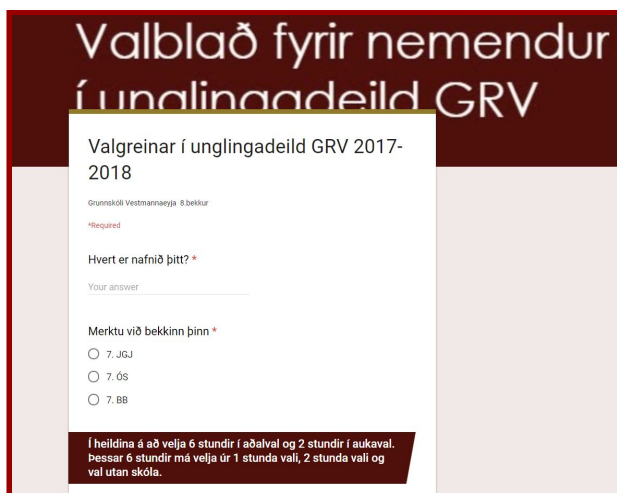 Valblað fyrir nemendur
í unglingadeild GRV
Valgreinar í unglingadeild GRV 2017-
2018
Grunnskóli Vestmannaeyja 8.bekkur
*Required
Hvert er nafnið þitt? *
Your answer
Merktu við bekkinn þinn *
7. JGJ
7. ÓS
7. BB
Í heildina á að velja 6 stundir í aðalval og 2 stundir í aukaval.
Þessar 6 stundir má velja úr 1 stunda vali, 2 stunda vali og
val utan skóla.